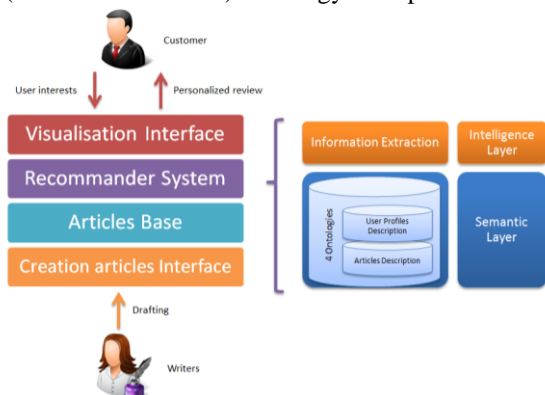 Customer
User interests
Personalized review
Visualisation Interface
Recommander System
Articles Base
Creation articles Interface
Drafting
Writers
Information Extraction
Intelligence
Layer
4 Ontologies
User Profiles
Description
Articles Description
Semantic
Layer